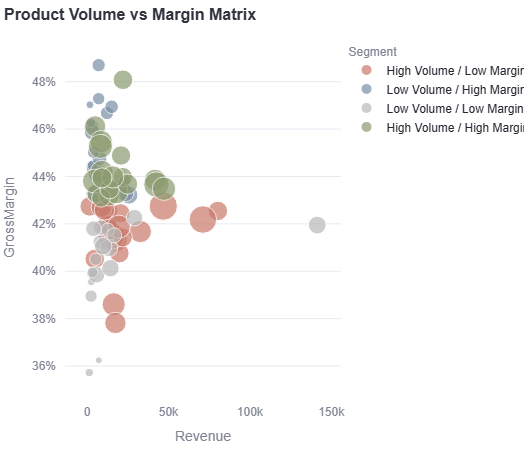 Product Volume vs Margin Matrix
Segment
High Volume / Low Margin
Low Volume / High Margin
Low Volume / Low Margin
High Volume / High Margi
48%
46%
44%
42%
40%
38%
36%
GrossMargin
0 50k 100k 150k
Revenue